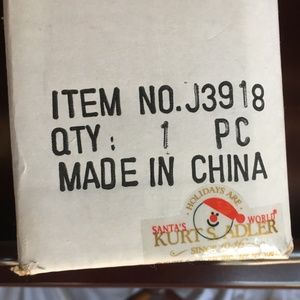 ITEM NO.J3918
QTY: 1 PC
MADE IN CHINA
HOLIDAYS ARE
SANTA'S WORLD
KURT S. ADLER